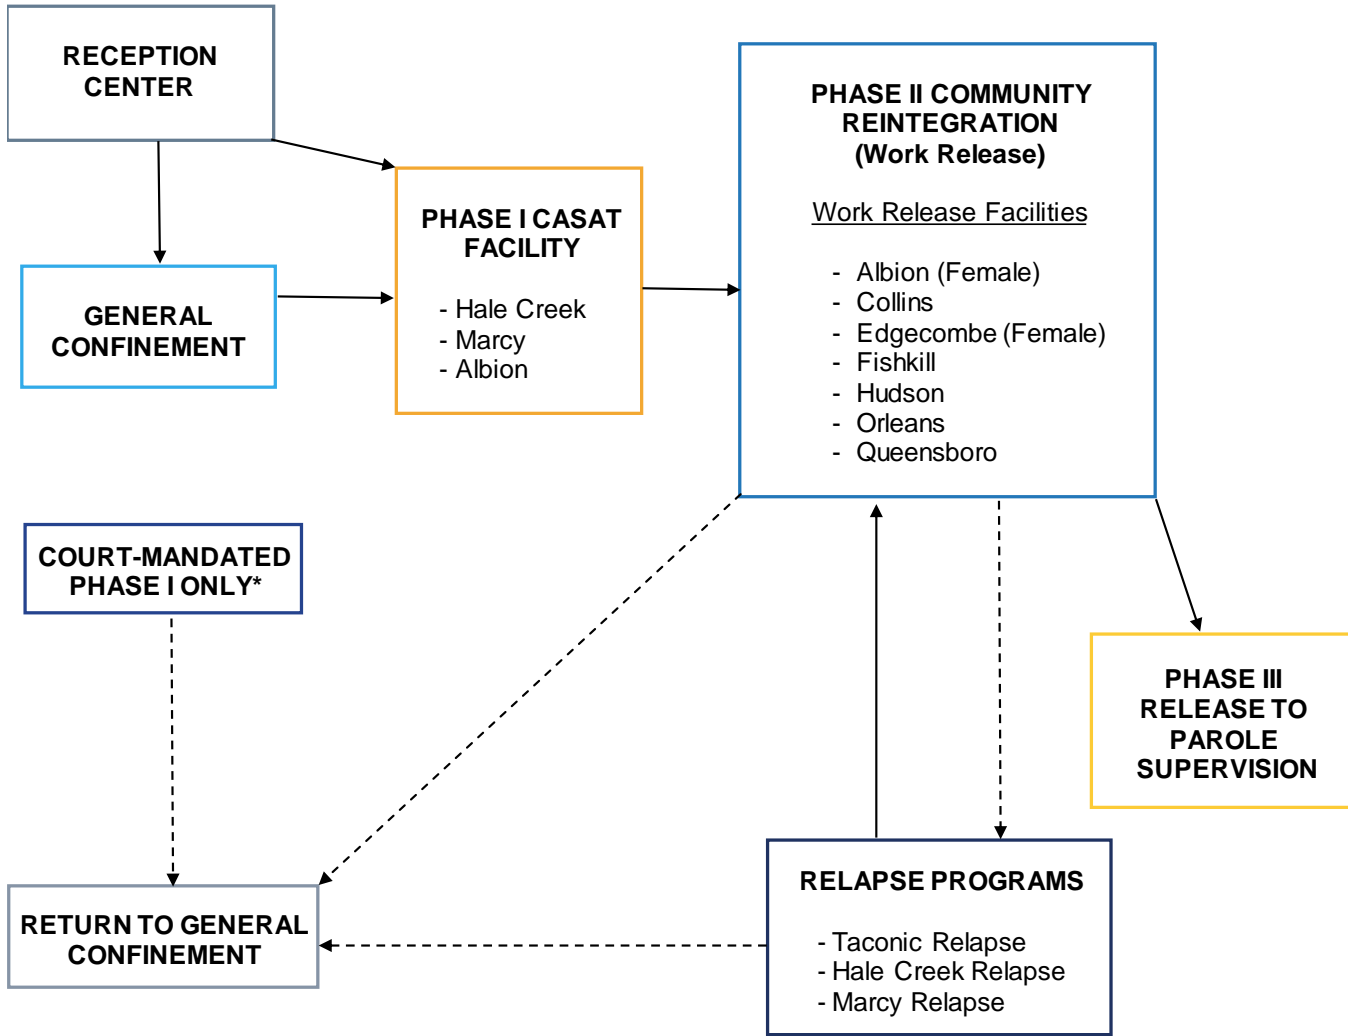 RECEPTION
CENTER
PHASE II COMMUNITY
REINTEGRATION
(Work Release)
Work Release Facilities
- Albion (Female)
- Collins
- Edgecombe (Female)
- Fishkill
- Hudson
- Orleans
- Queensboro
PHASE I CASAT
FACILITY
- Hale Creek
- Marcy
- Albion
GENERAL
CONFINEMENT
COURT-MANDATED
PHASE I ONLY*
PHASE III
RELEASE TO
PAROLE
SUPERVISION
RELAPSE PROGRAMS
- Taconic Relapse
- Hale Creek Relapse
- Marcy Relapse
RETURN TO GENERAL
CONFINEMENT